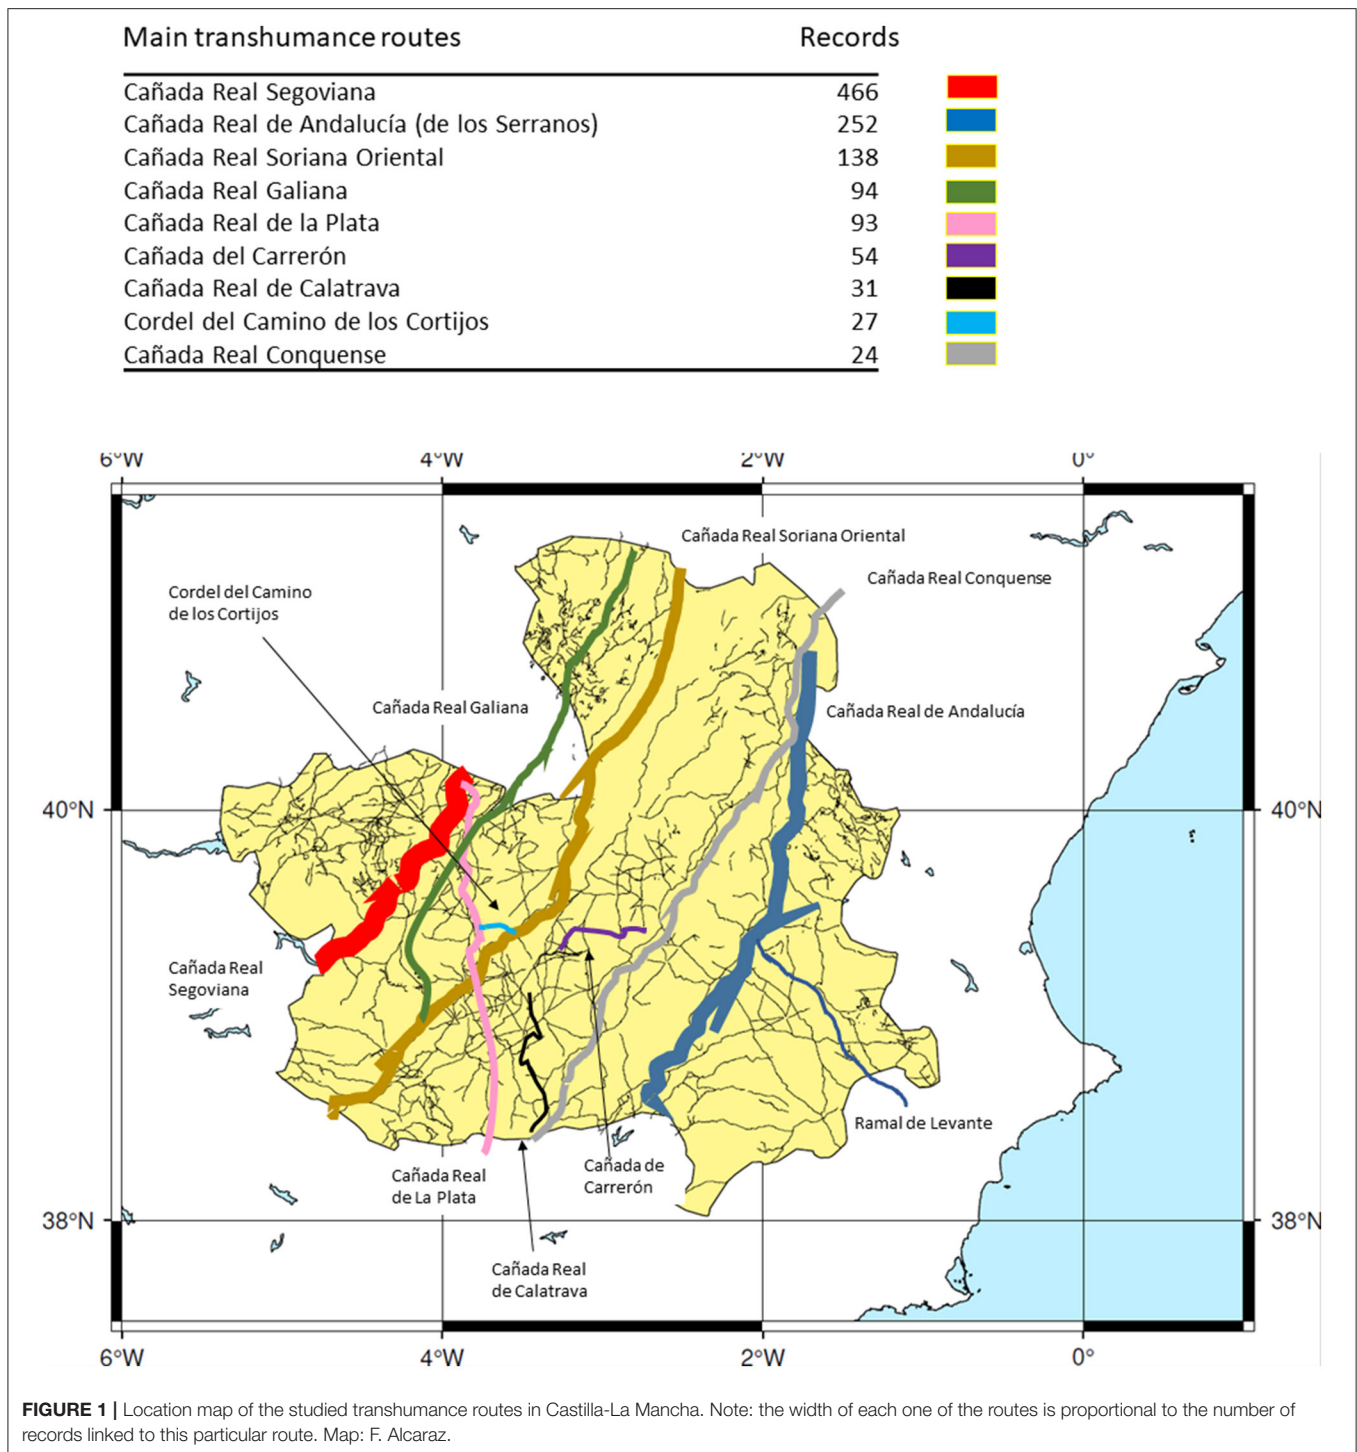 Main transhumance routes Records
Cañada Real Segoviana 466
Cañada Real de Andalucía (de los Serranos) 252
Cañada Real Soriana Oriental 138
Cañada Real Galiana 94
Cañada Real de la Plata 93
Cañada del Carrerón 54
Cañada Real de Calatrava 31
Cordel del Camino de los Cortijos 27
Cañada Real Conquense 24
6°W 4°W 2°W 0°
Cañada Real Soriana Oriental
Cañada Real Conquense
Cordel del Camino
de los Cortijos
Cañada Real Galiana
Cañada Real de Andalucía
40°N 40°N
Cañada Real
Segoviana
Ramal de Levante
Cañada de
Carrerón
Cañada Real
de La Plata
38°N 38°N
Cañada Real
de Calatrava
6°W 4°W 2°W 0°
FIGURE 1 | Location map of the studied transhumance routes in Castilla-La Mancha. Note: the width of each one of the routes is proportional to the number of
records linked to this particular route. Map: F. Alcaraz.